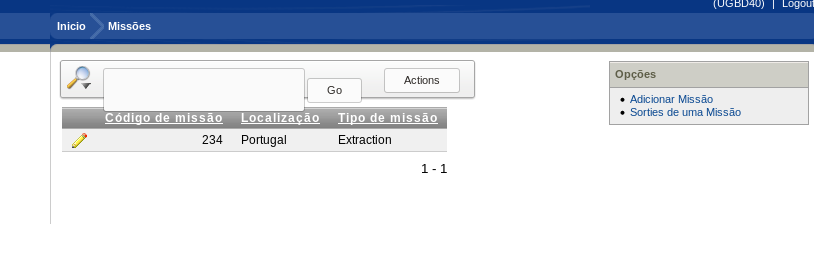 (UGBD40) | Logout
Inicio Missões
Go Actions
Código de missão Localização Tipo de missão
234 Portugal Extraction
1 - 1
Opções
Adicionar Missão
Sorties de uma Missão